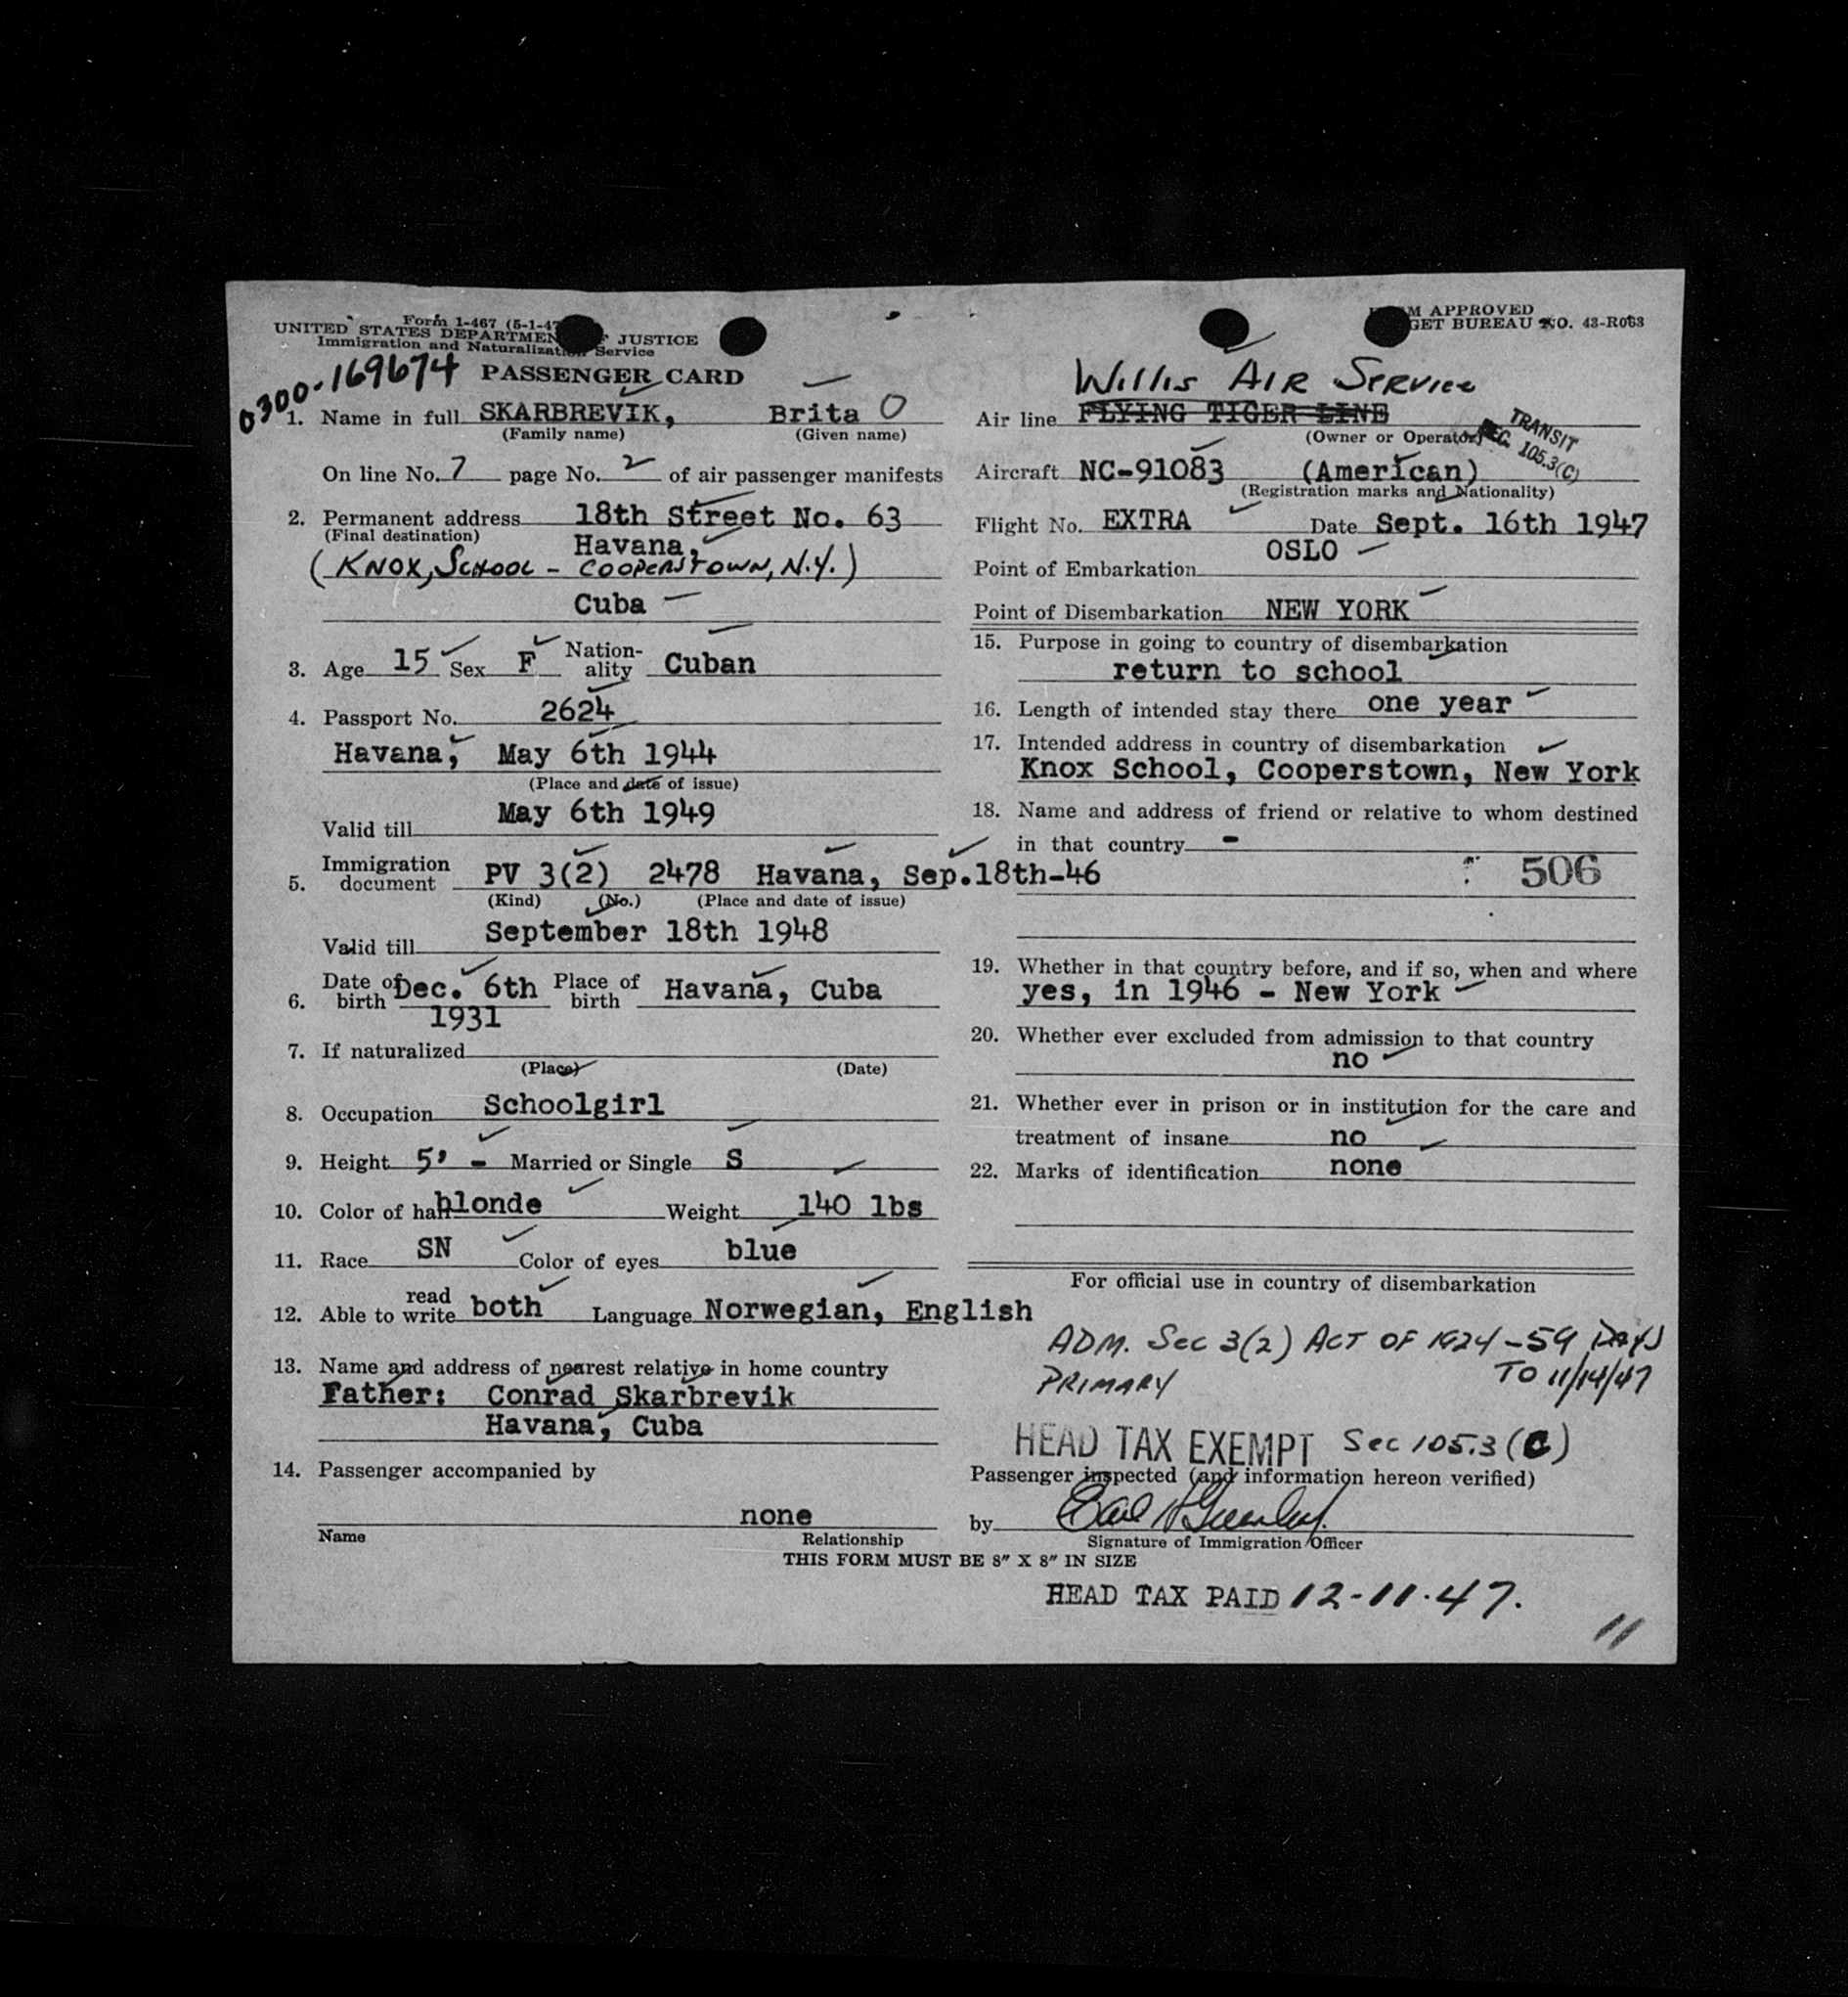 Form 1-467 (5-1-47
UNITED STATES DEPARTMEN JUSTICE
Immigration and Naturalization Service
0300-169674 PASSENGER CARD
1. Name in full SKARBREVIK, Brita O
(Family name) (Given name)
On line No. 7 page No. 2 of air passenger manifests
2. Permanent address 18th Street No. 63
(Final destination) Havana,
(KNOX, SCHOOL - COOPERSTOWN, N.Y.)
Cuba
3. Age 15 Sex F Nation-ality Cuban
4. Passport No. 2624
Havana, May 6th 1944
(Place and date of issue)
Valid till May 6th 1949
5. Immigration document PV 3(2) 2478 Havana, Sep.18th-46
(Kind) (No.) (Place and date of issue)
Valid till September 18th 1948
6. Date of birth Dec. 6th 1931 Place of birth Havana, Cuba
7. If naturalized
(Place) (Date)
8. Occupation Schoolgirl
9. Height 5' - Married or Single S
10. Color of hair blonde Weight 140 lbs
11. Race SN Color of eyes blue
12. Able to read write both Language Norwegian, English
13. Name and address of nearest relative in home country
Father: Conrad Skarbrevik
Havana, Cuba
14. Passenger accompanied by
none
Name Relationship
M APPROVED
GET BUREAU NO. 43-R063
Willis AIR SERVICE
Air line FLYING TIGER LINE
(Owner or Operator)
TRANSIT
SEC. 105.3(C)
Aircraft NC-91083 (American)
(Registration marks and Nationality)
Flight No. EXTRA Date Sept. 16th 1947
Point of Embarkation OSLO
Point of Disembarkation NEW YORK
15. Purpose in going to country of disembarkation
return to school
16. Length of intended stay there one year
17. Intended address in country of disembarkation
Knox School, Cooperstown, New York
18. Name and address of friend or relative to whom destined
in that country -
506
19. Whether in that country before, and if so, when and where
yes, in 1946 - New York
20. Whether ever excluded from admission to that country
no
21. Whether ever in prison or in institution for the care and
treatment of insane no
22. Marks of identification none
For official use in country of disembarkation
ADM. Sec 3(2) ACT OF 1924 - 59 DAYS
PRIMARY TO 11/14/47
HEAD TAX EXEMPT Sec 105.3 (C)
Passenger inspected (and information hereon verified)
by
Signature of Immigration Officer
THIS FORM MUST BE 8" X 8" IN SIZE
HEAD TAX PAID 12-11-47.
11